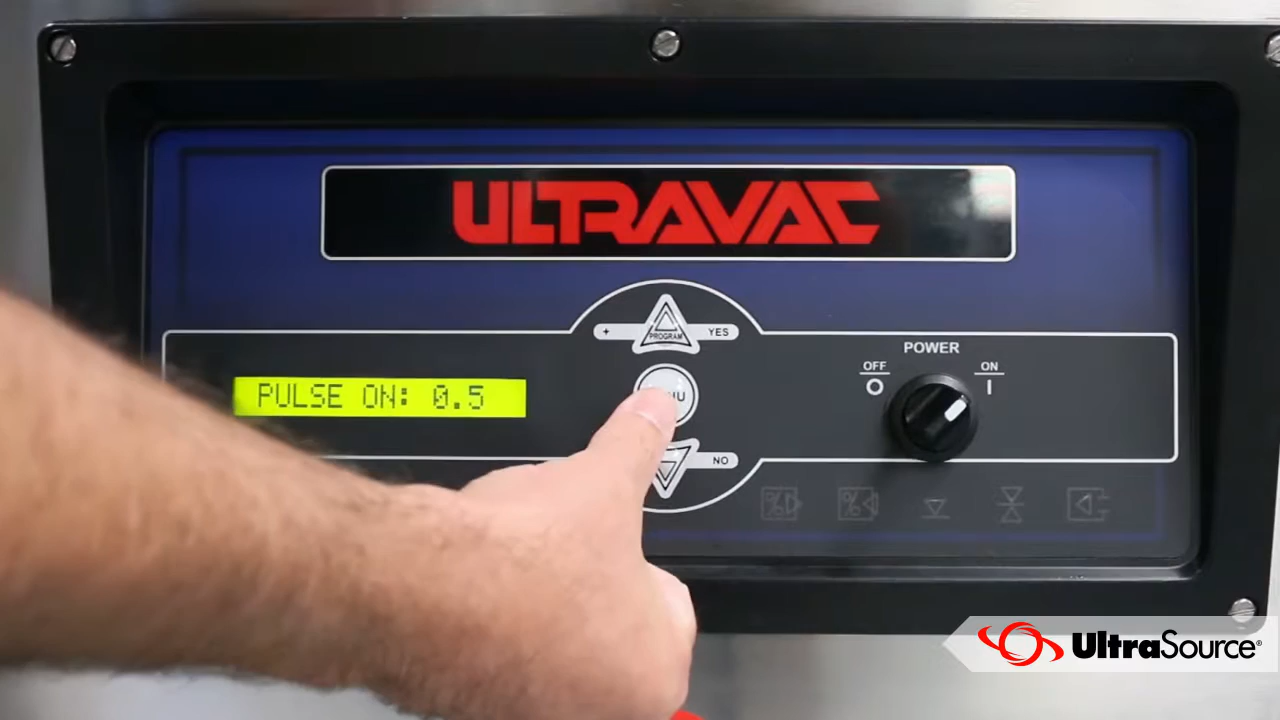 ULTRAVAC
+ PROGRAM YES
PULSE ON: 0.5
NO
POWER
OFF ON
O I
% %
UltraSource®